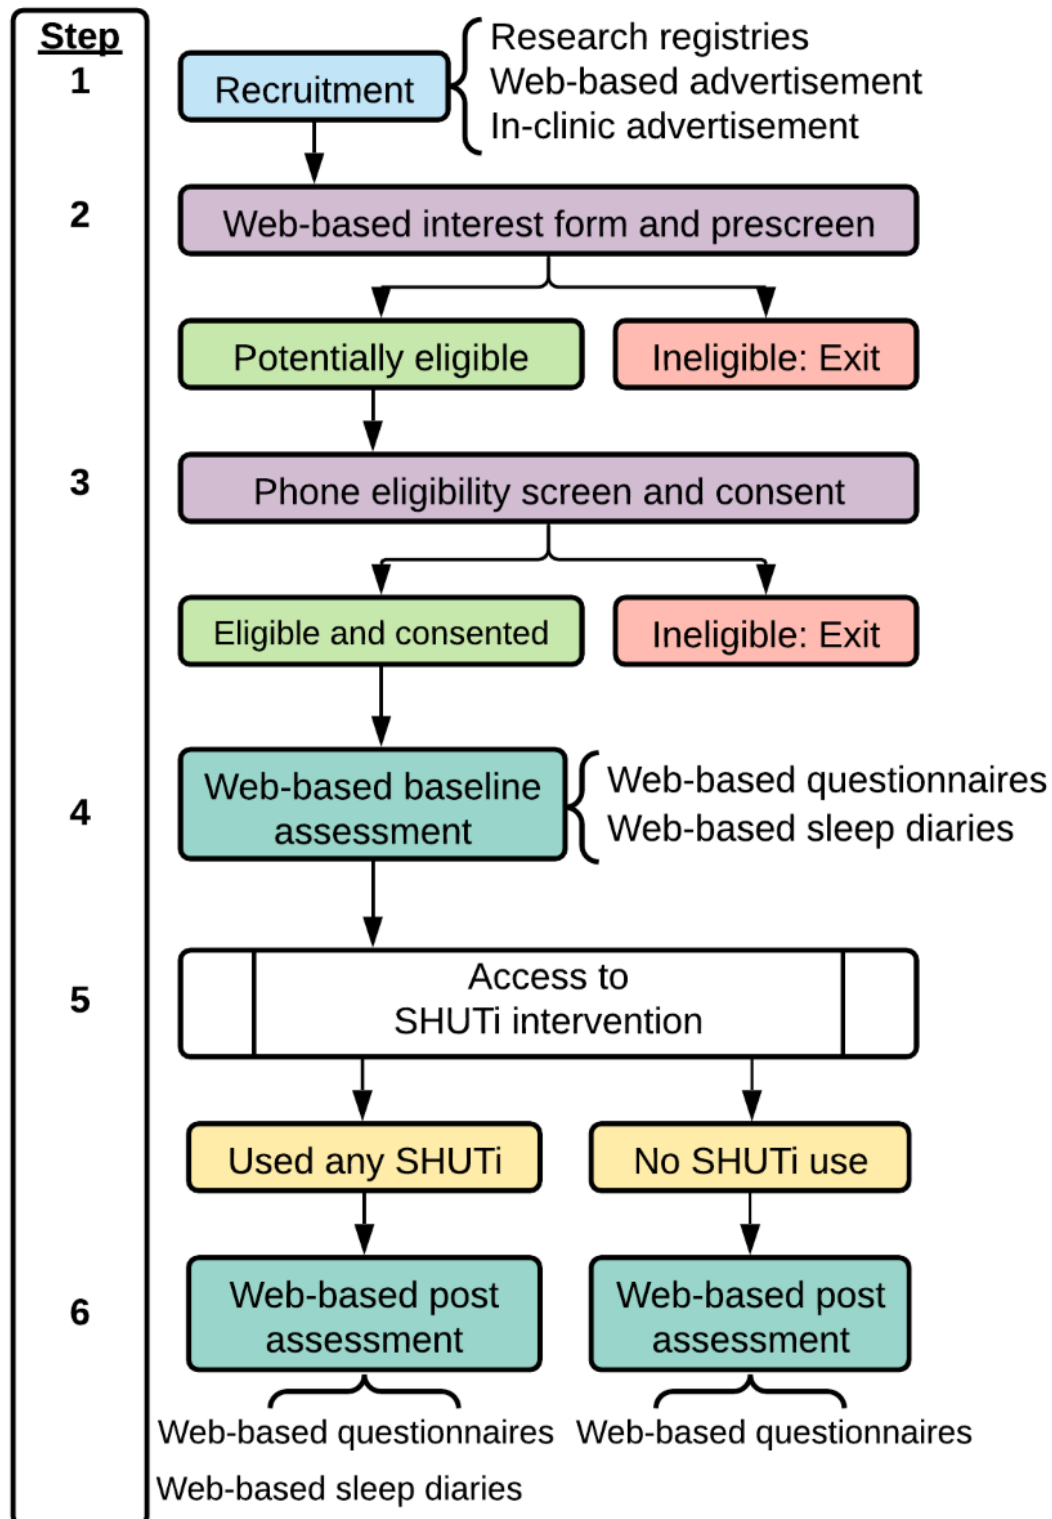 Step
1
Recruitment
Research registries
Web-based advertisement
In-clinic advertisement
2
Web-based interest form and prescreen
Potentially eligible
Ineligible: Exit
3
Phone eligibility screen and consent
Eligible and consented
Ineligible: Exit
4
Web-based baseline
assessment
Web-based questionnaires
Web-based sleep diaries
5
Access to
SHUTi intervention
Used any SHUTi
No SHUTi use
6
Web-based post
assessment
Web-based post
assessment
Web-based questionnaires
Web-based sleep diaries
Web-based questionnaires